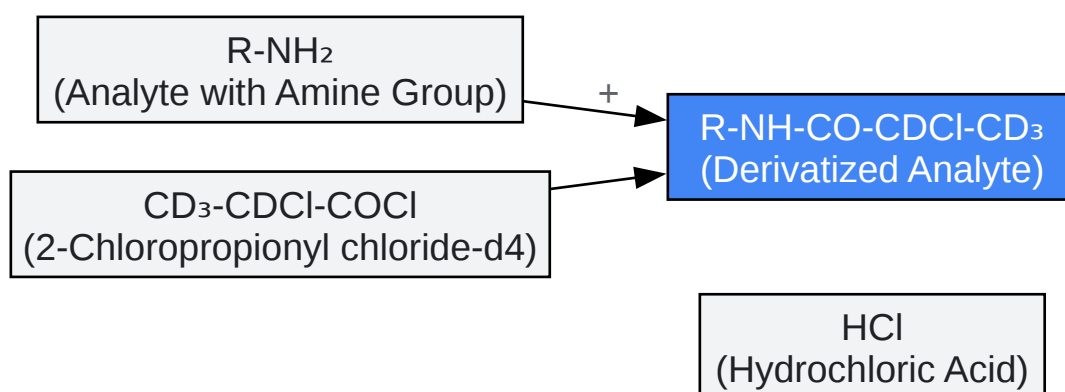 R-NH₂
(Analyte with Amine Group)
+
R-NH-CO-CDCl-CD₃
(Derivatized Analyte)
CD₃-CDCl-COCl
(2-Chloropropionyl chloride-d4)
HCl
(Hydrochloric Acid)